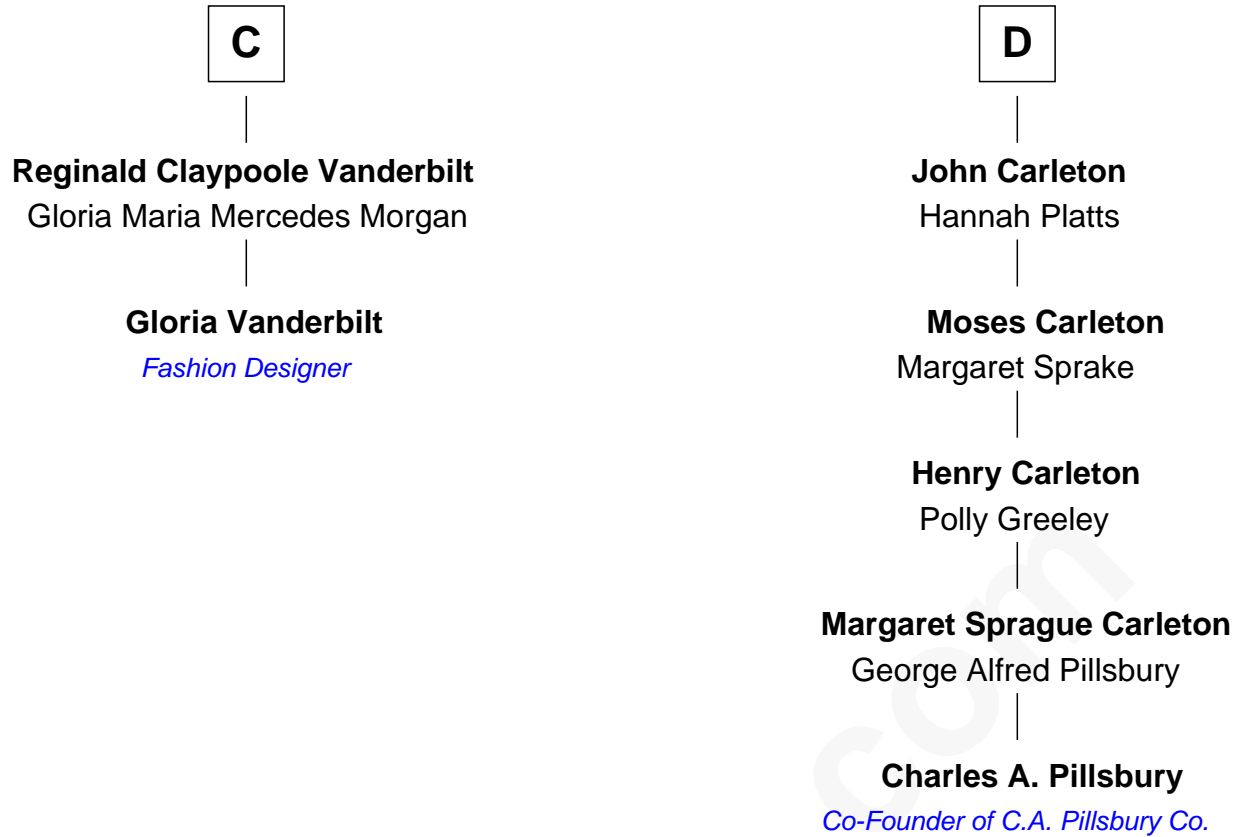 C
Reginald Claypoole Vanderbilt
Gloria Maria Mercedes Morgan
Gloria Vanderbilt
Fashion Designer
D
John Carleton
Hannah Platts
Moses Carleton
Margaret Sprake
Henry Carleton
Polly Greeley
Margaret Sprague Carleton
George Alfred Pillsbury
Charles A. Pillsbury
Co-Founder of C.A. Pillsbury Co.
com